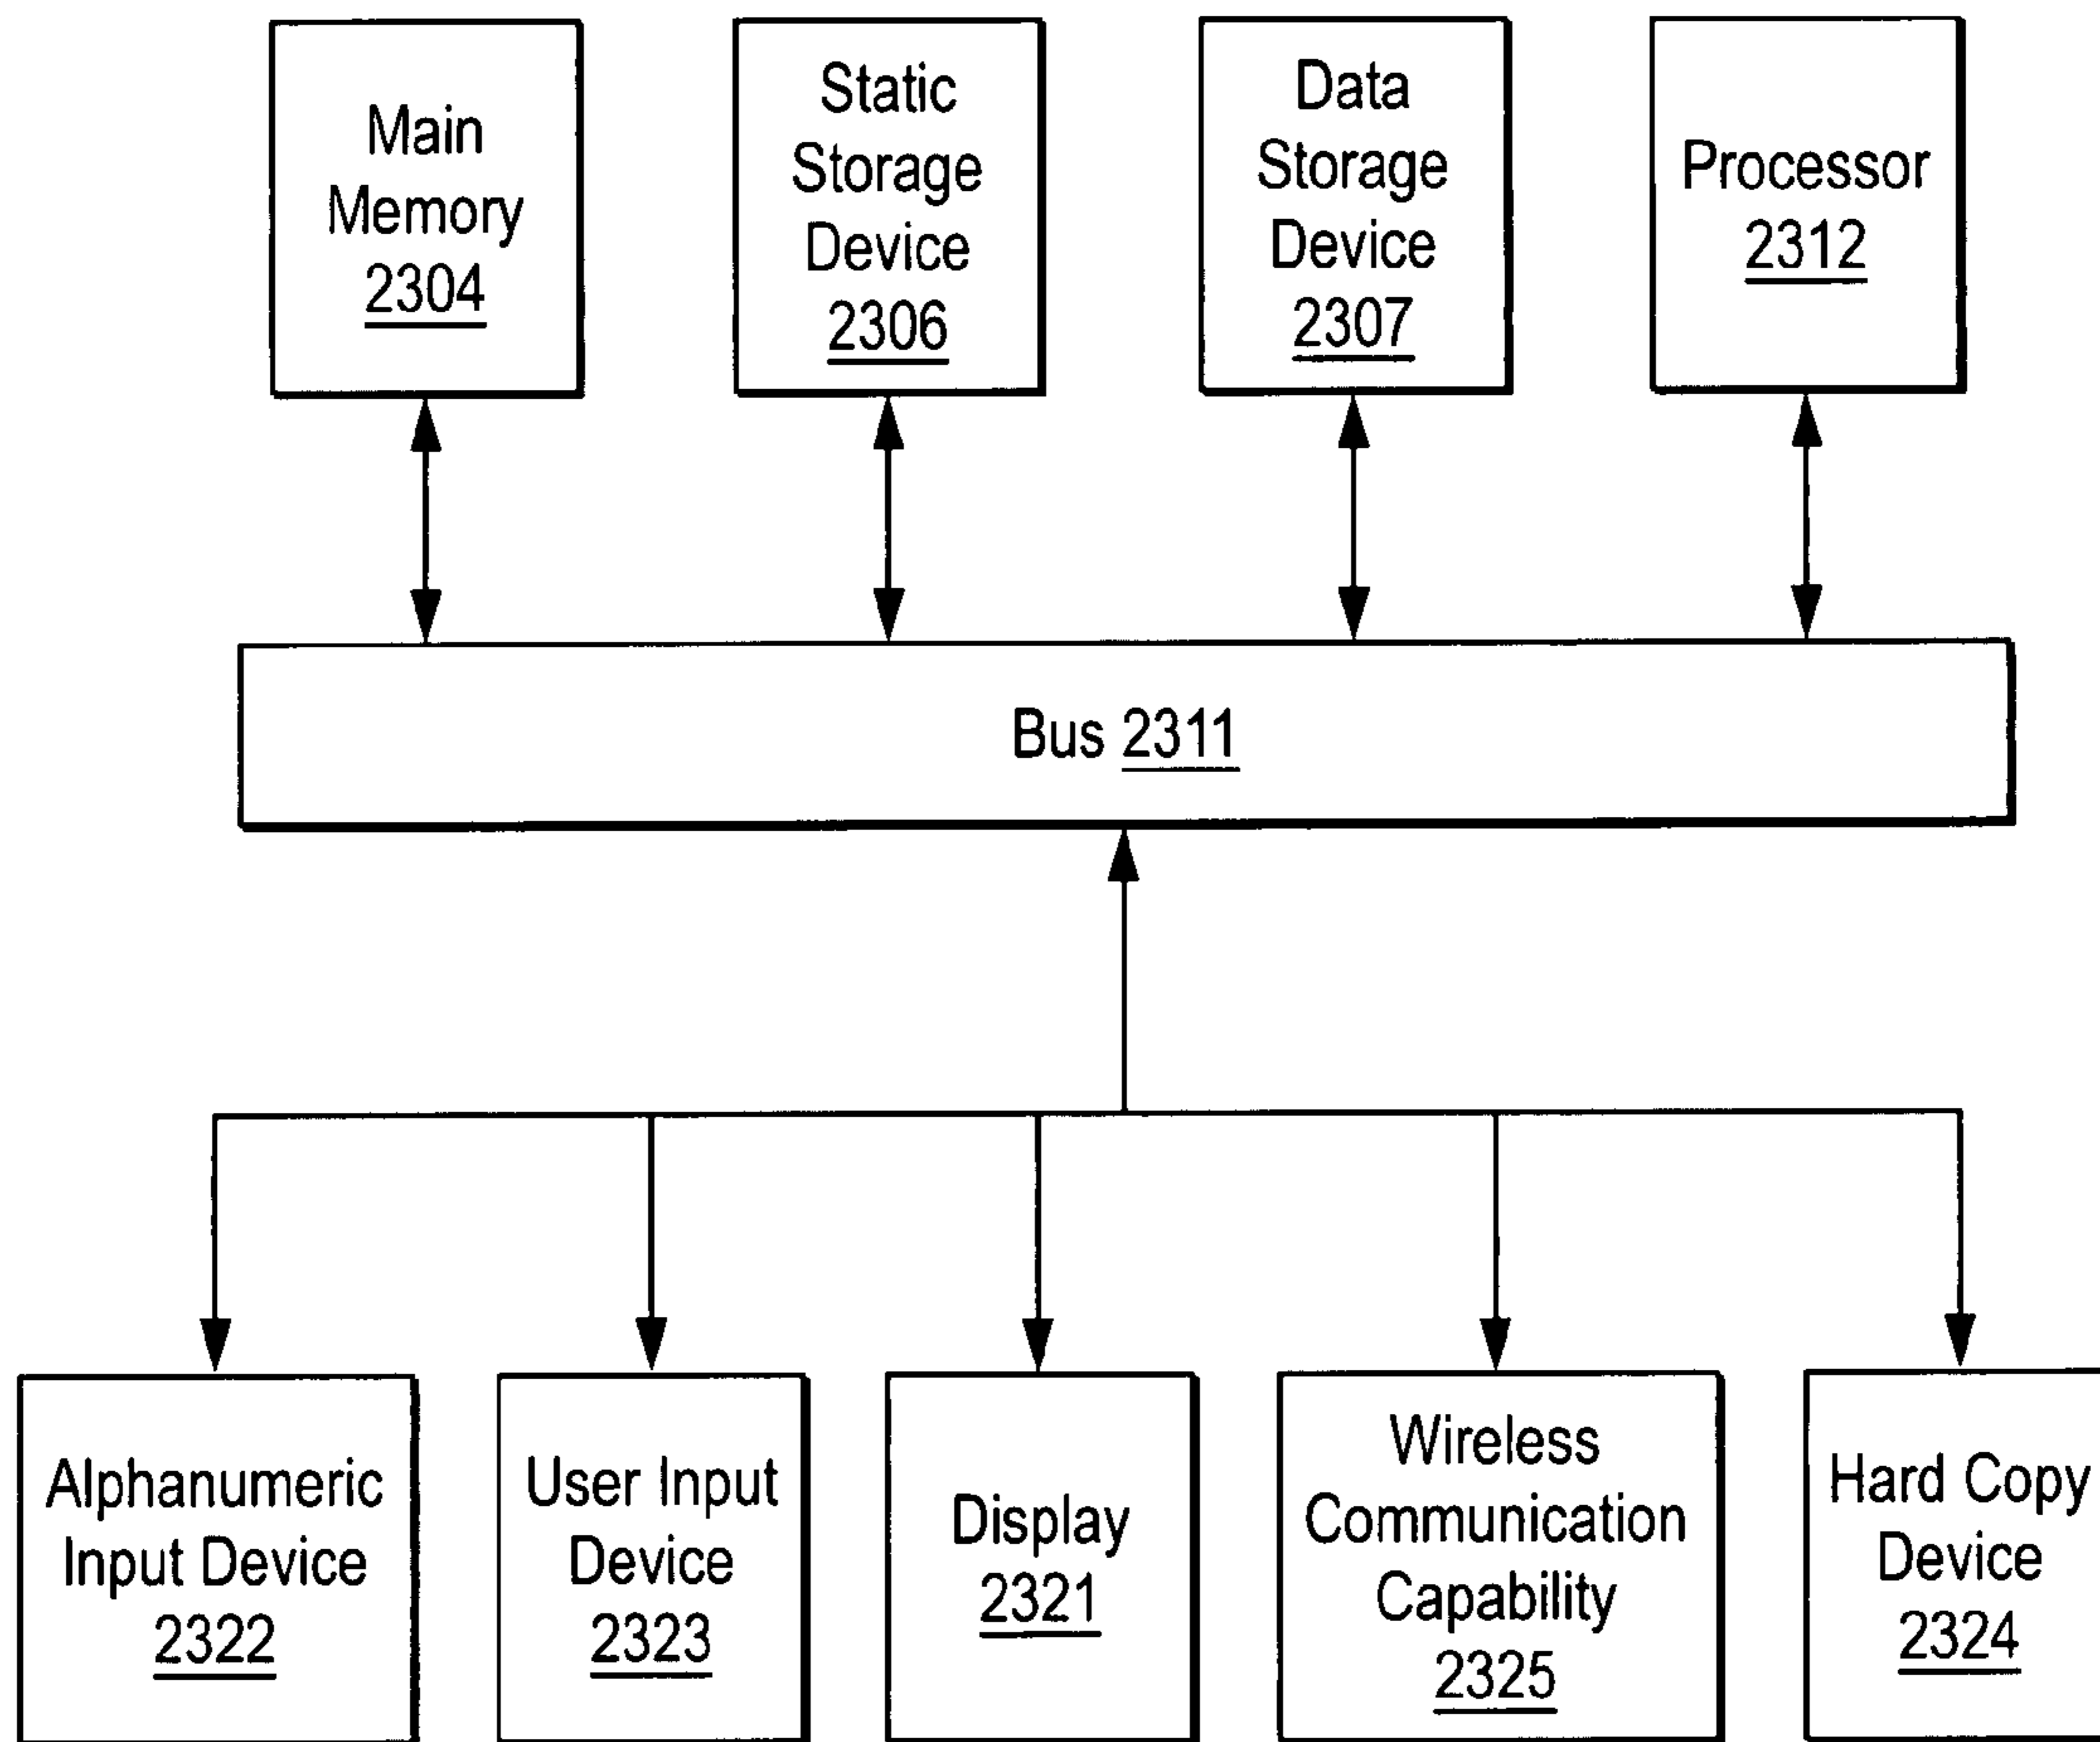 Main
Memory
2304
Static
Storage
Device
2306
Data
Storage
Device
2307
Processor
2312
Bus 2311
Alphanumeric
Input Device
2322
User Input
Device
2323
Display
2321
Wireless
Communication
Capability
2325
Hard Copy
Device
2324